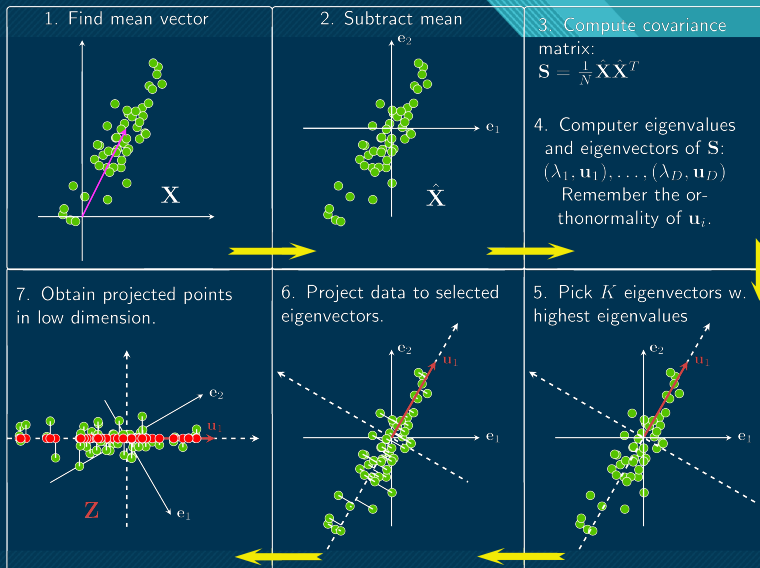 1. Find mean vector
X
2. Subtract mean
e₂
e₁
X̂
3. Compute covariance
matrix:
S = 1/N X̂X̂ᵀ
4. Computer eigenvalues
and eigenvectors of S:
(λ₁, u₁), . . . , (λ_D, u_D)
Remember the or-
thonormality of uᵢ.
7. Obtain projected points
in low dimension.
e₂
u₁
e₁
Z
6. Project data to selected
eigenvectors.
e₂
u₁
e₁
5. Pick K eigenvectors w.
highest eigenvalues
e₂
u₁
e₁